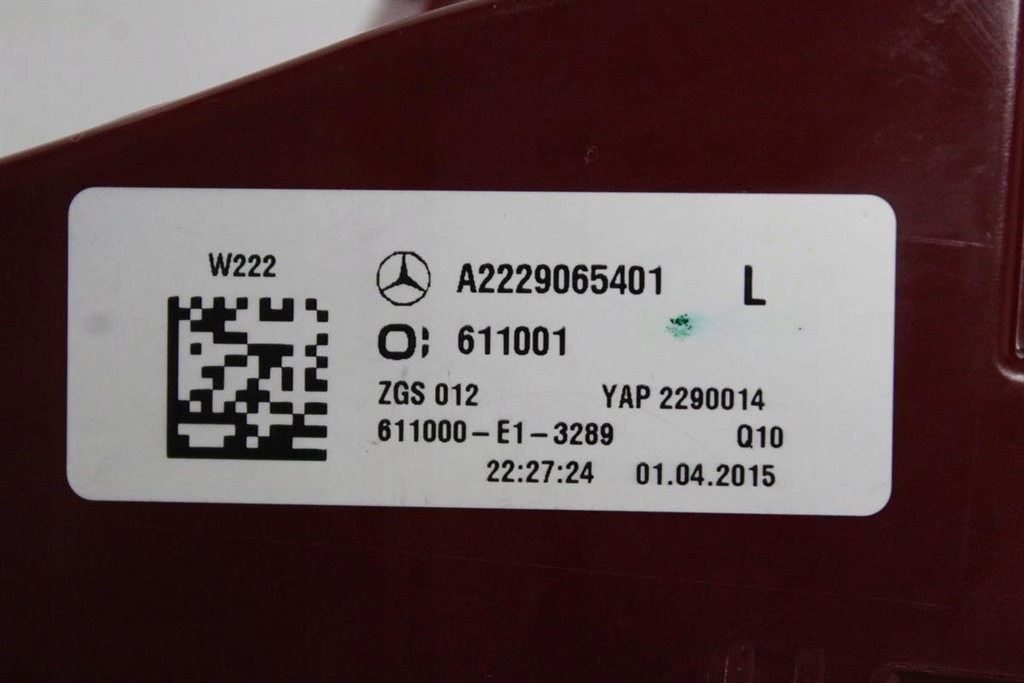 W222
A2229065401 L
611001
ZGS 012 YAP 2290014
611000-E1-3289 Q10
22:27:24 01.04.2015